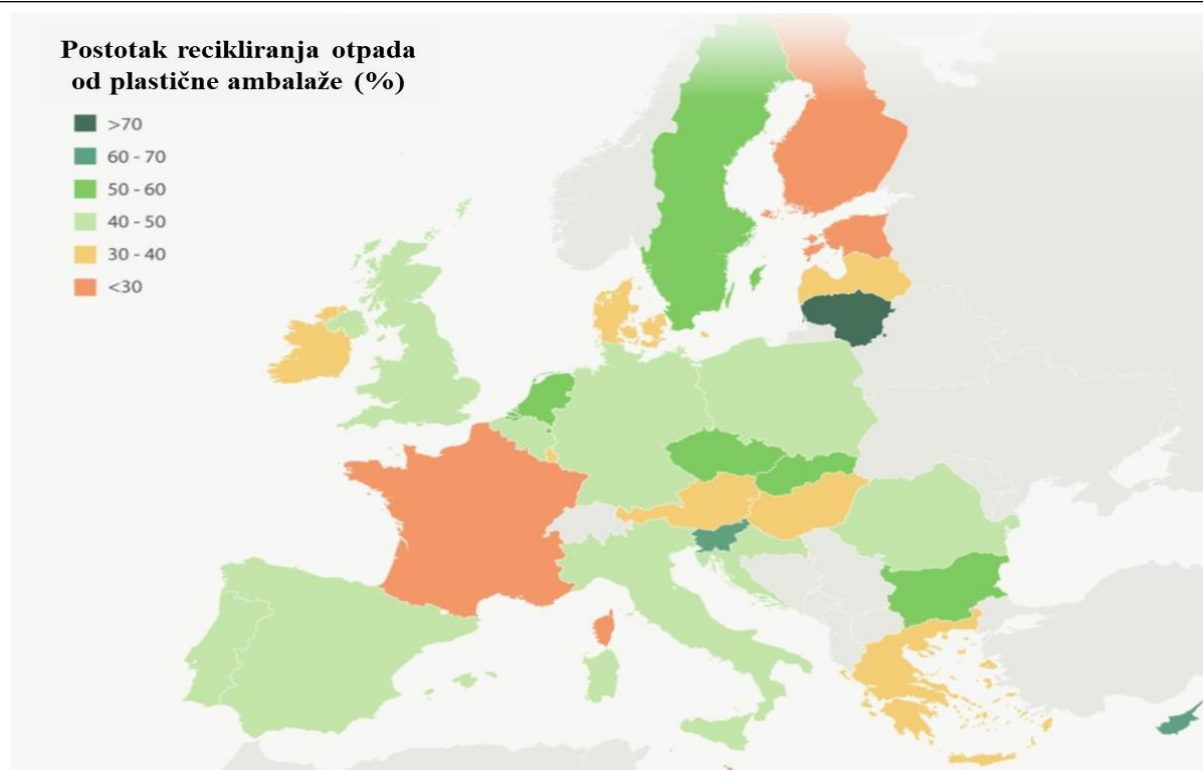 Postotak recikliranja otpada
od plastične ambalaže (%)
>70
60 - 70
50 - 60
40 - 50
30 - 40
<30